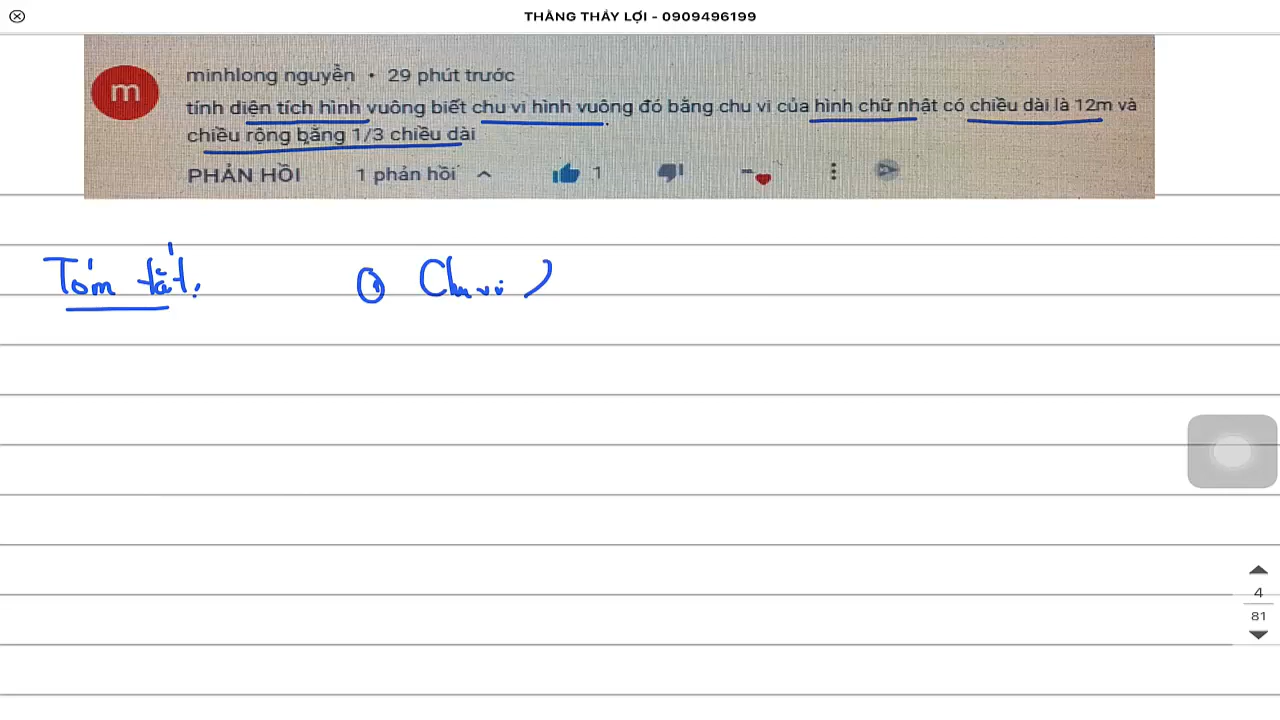 THẦNG THẦY LỢI - 0909496199
m
minhlong nguyễn • 29 phút trước
tính diện tích hình vuông biết chu vi hình vuông đó bằng chu vi của hình chữ nhật có chiều dài là 12m và
chiều rộng bằng 1/3 chiều dài
PHẢN HỒI 1 phản hồi 1
Tóm tắt: ① Chu vi
4
81